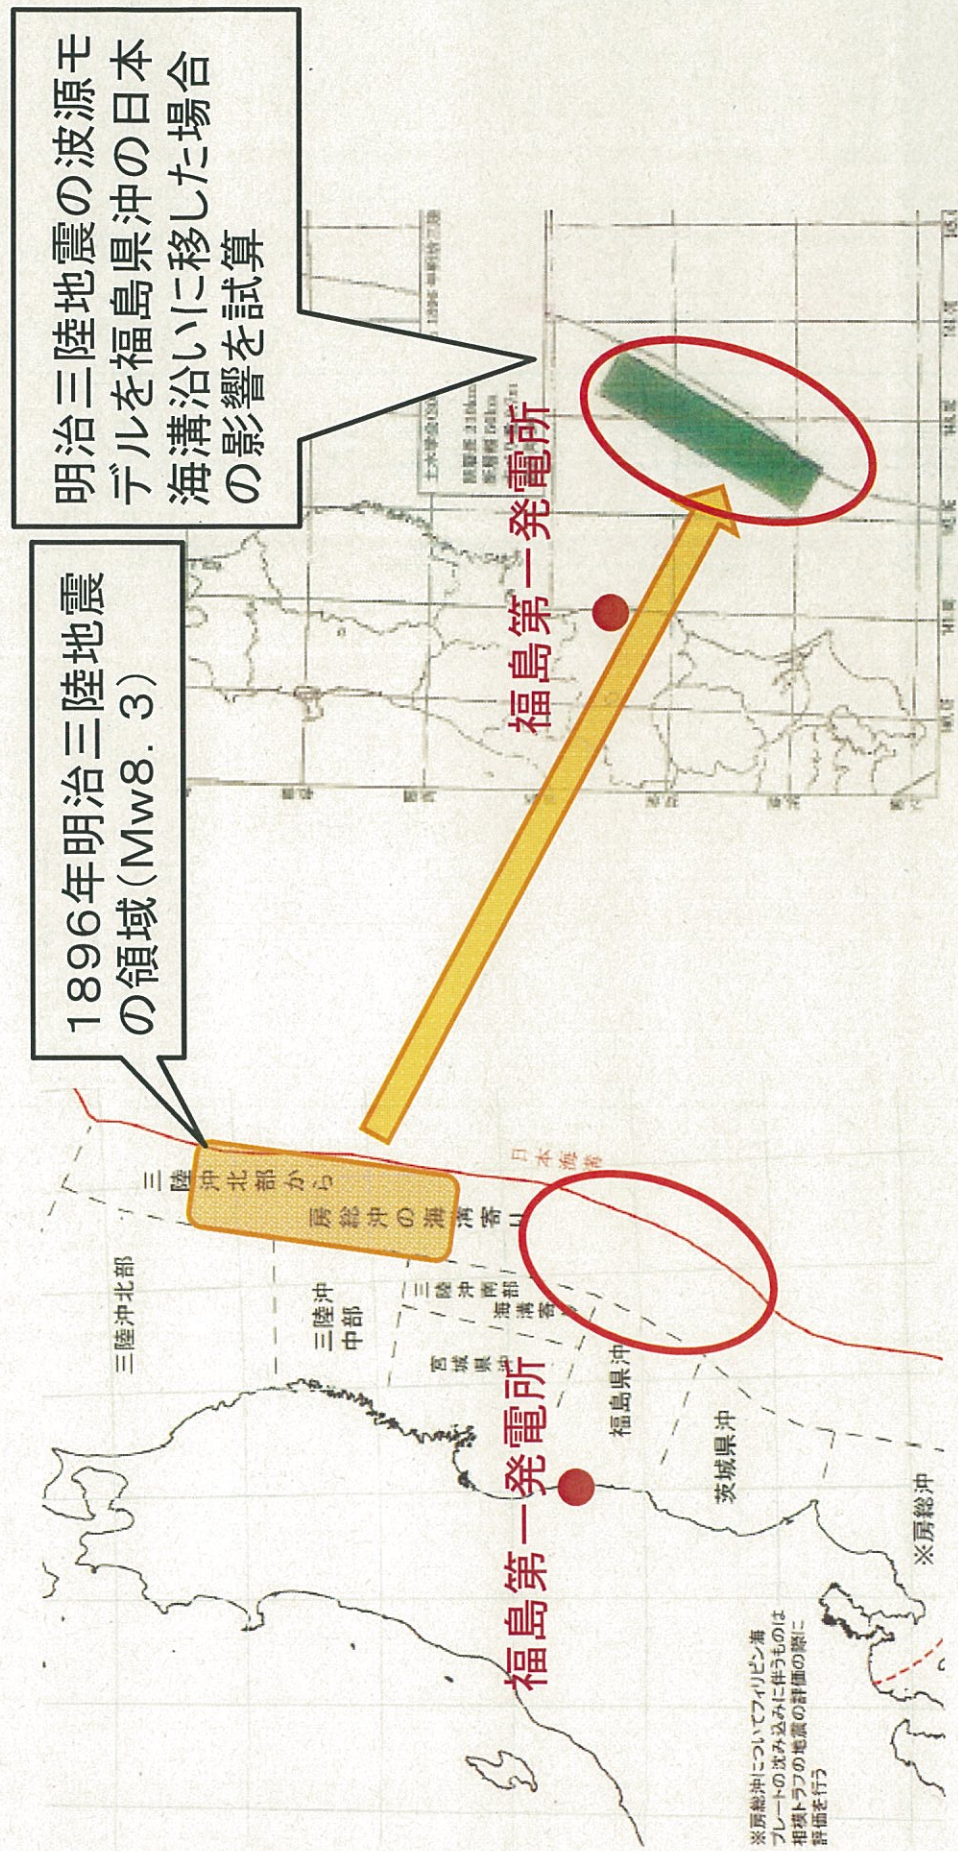 1896年明治三陸地震
の領域(Mw8.3)
明治三陸地震の波源モ
デルを福島県沖の日本
海溝沿いに移した場合
の影響を試算
三陸沖北部
三陸沖北部から
房総沖の海溝寄り
三陸沖
中部
三陸沖南部
海溝寄り
宮城県沖
日本海溝
福島第一発電所
福島県沖
茨城県沖
※房総沖
※房総沖についてフィリピン海
プレートの沈み込みに伴うものは
相模トラフの地震の評価の際に
評価を行う
福島第一発電所